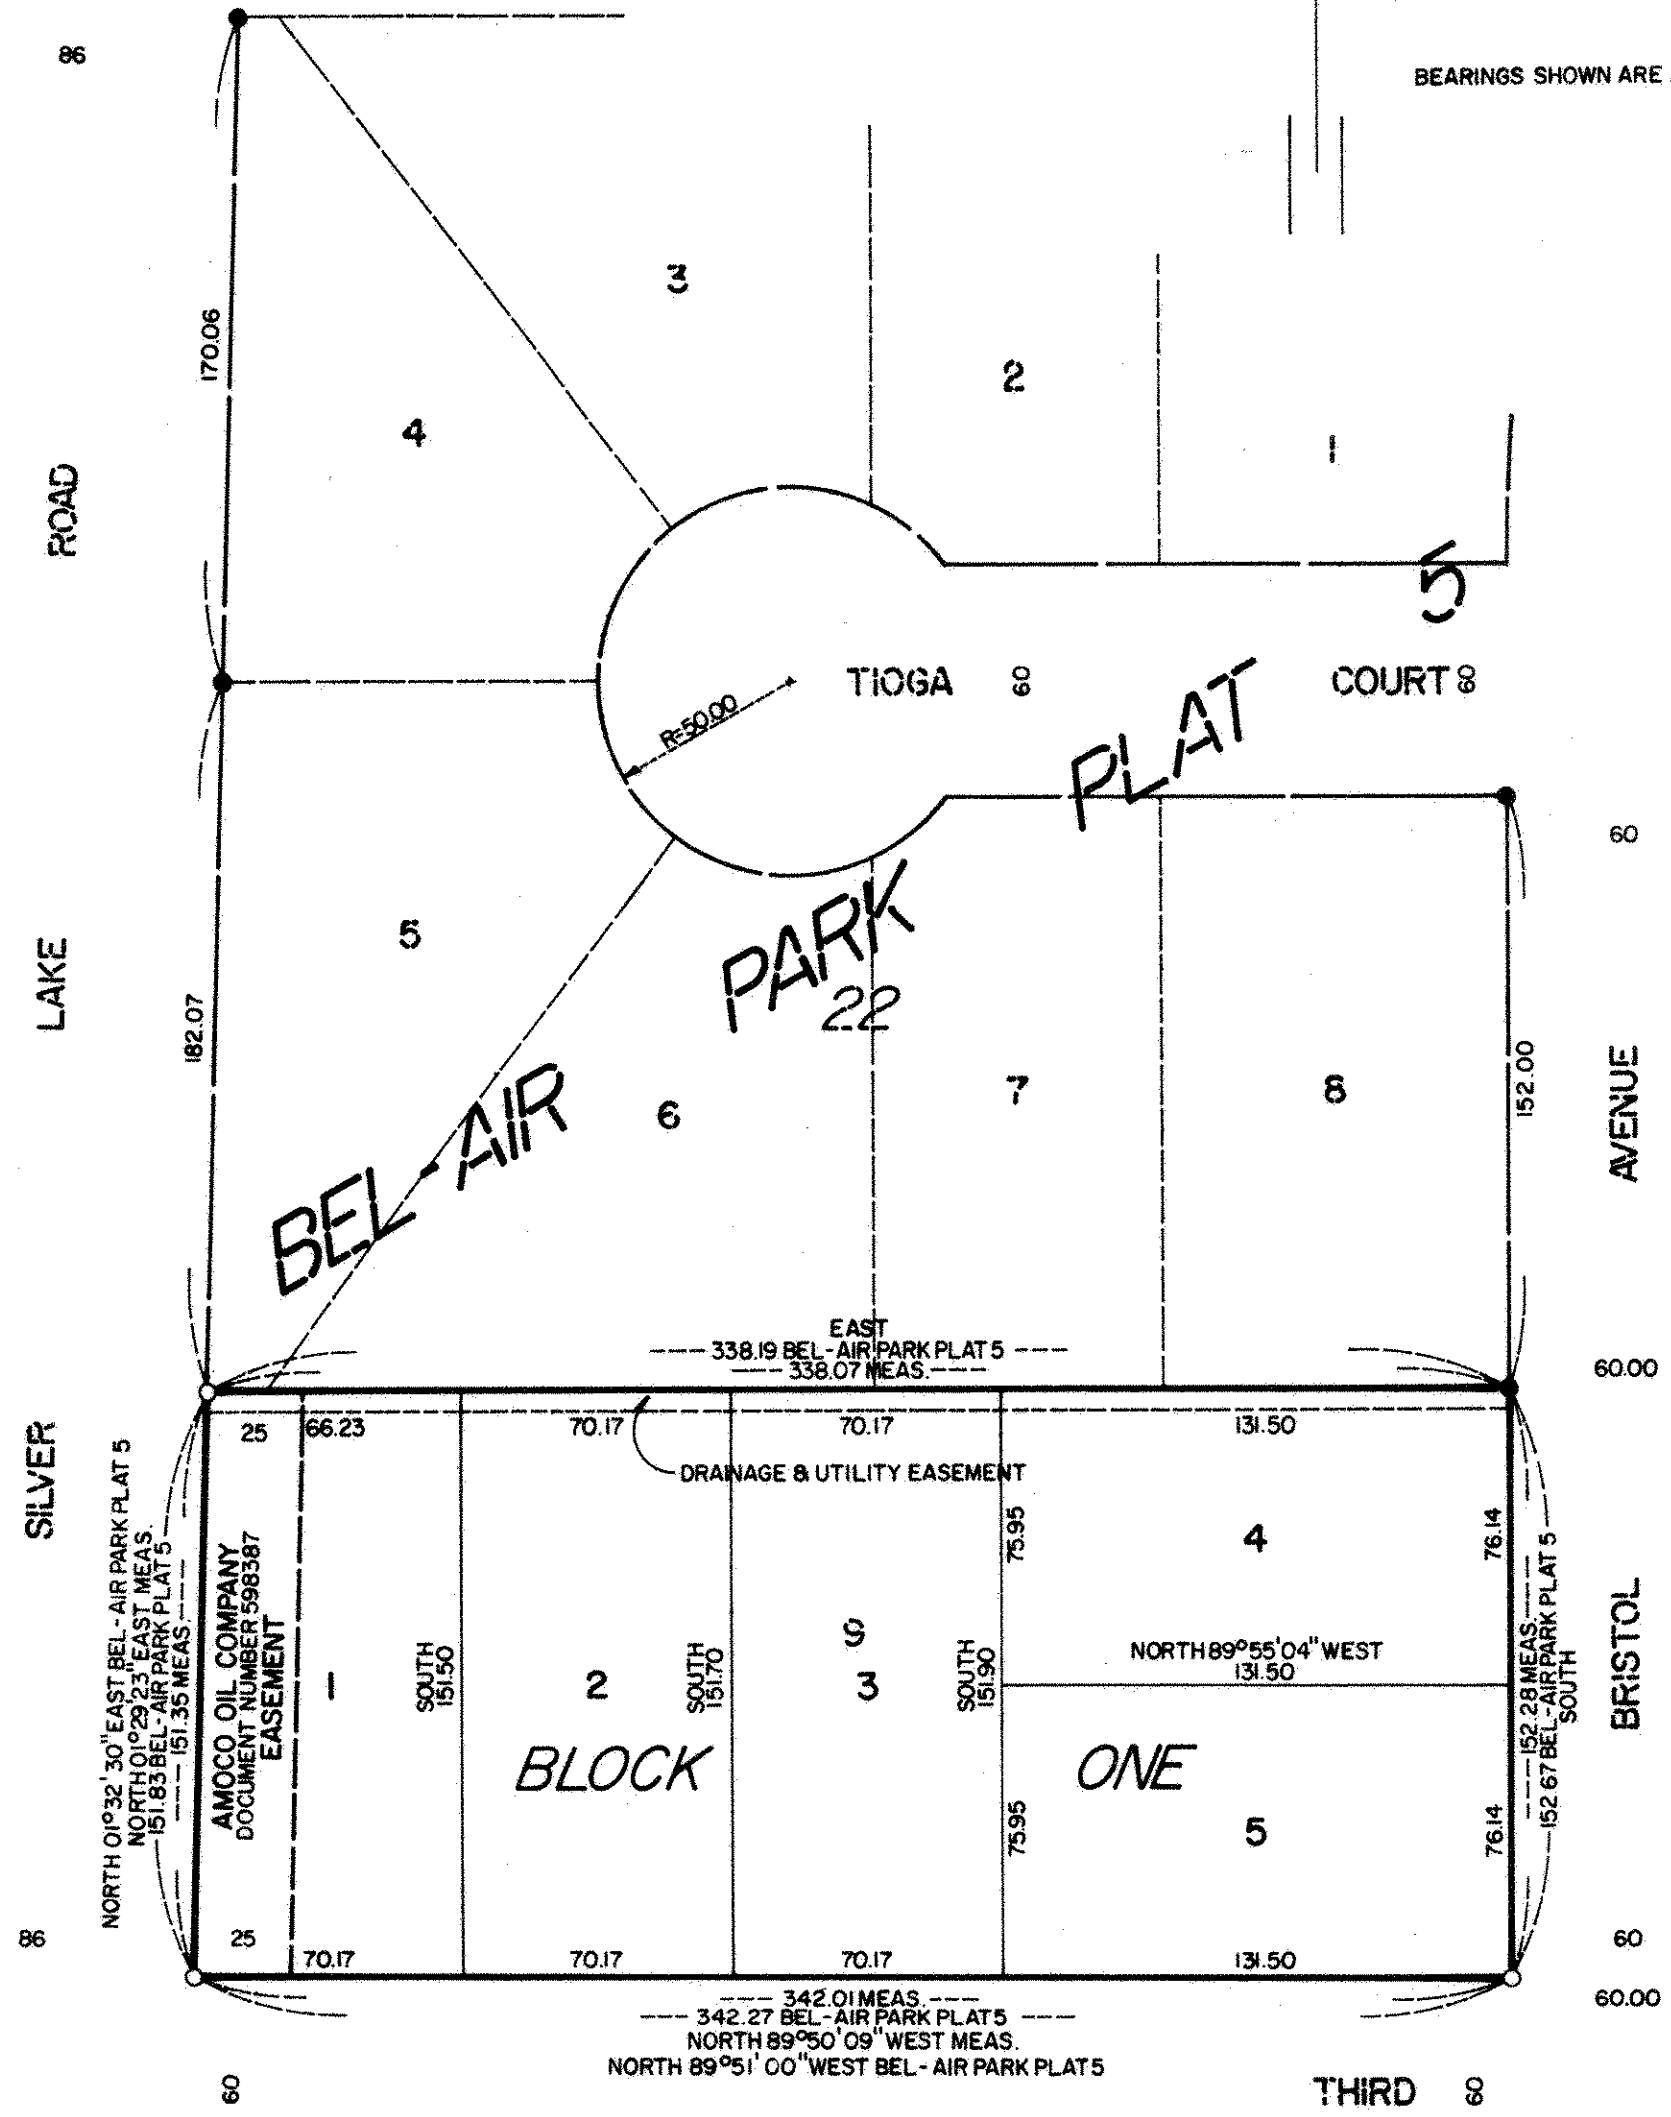 86
BEARINGS SHOWN ARE
3
170.06
2
4
1
ROAD
5
TIOGA 60 COURT 60
R=50.00
PLAT
60
5
PARK
22
LAKE
182.07
BEL-AIR
6
7
8
152.00
AVENUE
EAST
338.19 BEL-AIR PARK PLAT 5
338.07 MEAS.
60.00
25
66.23
70.17
70.17
131.50
DRAINAGE & UTILITY EASEMENT
SILVER
NORTH 01°32'30" EAST BEL-AIR PARK PLAT 5
NORTH 01°29'23" EAST MEAS.
151.83 BEL-AIR PARK PLAT 5
151.35 MEAS.
AMOCO OIL COMPANY
DOCUMENT NUMBER 598387
EASEMENT
1
SOUTH
151.50
2
SOUTH
151.70
9
3
SOUTH
151.90
75.95
4
76.14
NORTH 89°55'04" WEST
131.50
152.28 MEAS.
152 67 BEL-AIR PARK PLAT 5
SOUTH
BRISTOL
BLOCK ONE
75.95
5
76.14
86
25
70.17
70.17
70.17
131.50
60
342.01 MEAS.
342.27 BEL-AIR PARK PLAT 5
NORTH 89°50'09" WEST MEAS.
NORTH 89°51'00" WEST BEL-AIR PARK PLAT 5
60.00
60
THIRD 60